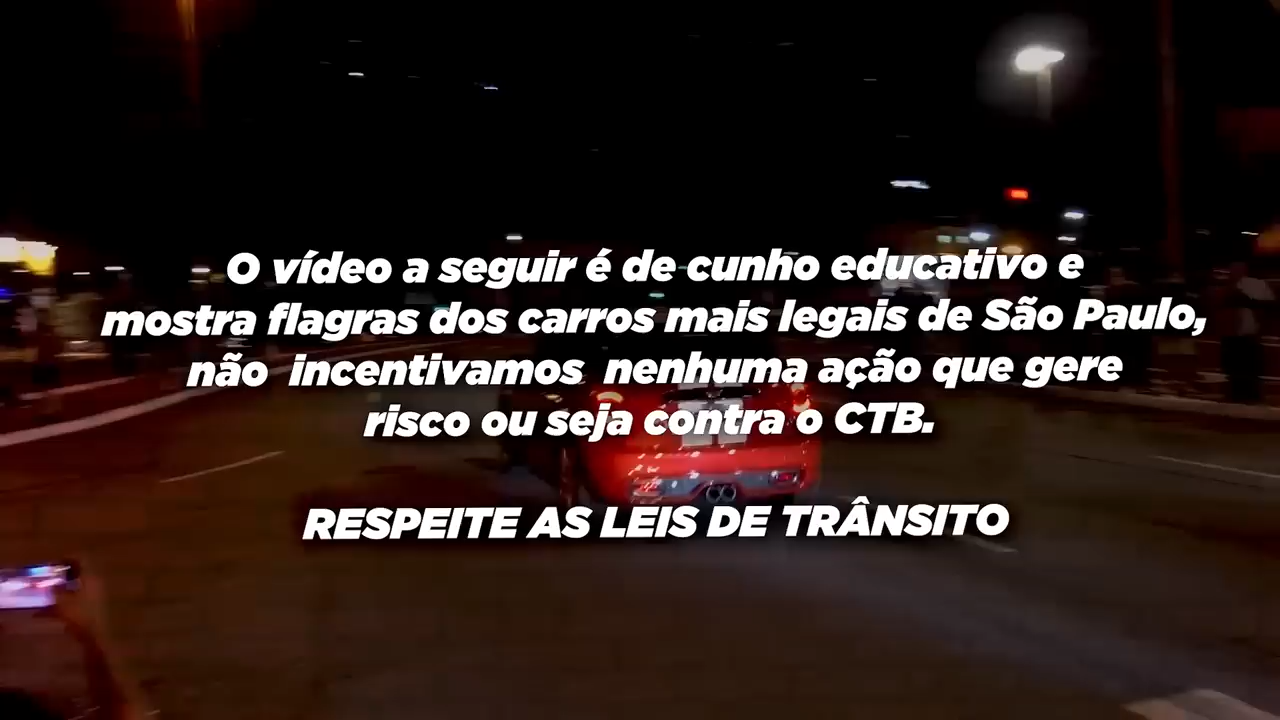 O vídeo a seguir é de cunho educativo e
mostra flagras dos carros mais legais de São Paulo,
não incentivamos nenhuma ação que gere
risco ou seja contra o CTB.
RESPEITE AS LEIS DE TRÂNSITO